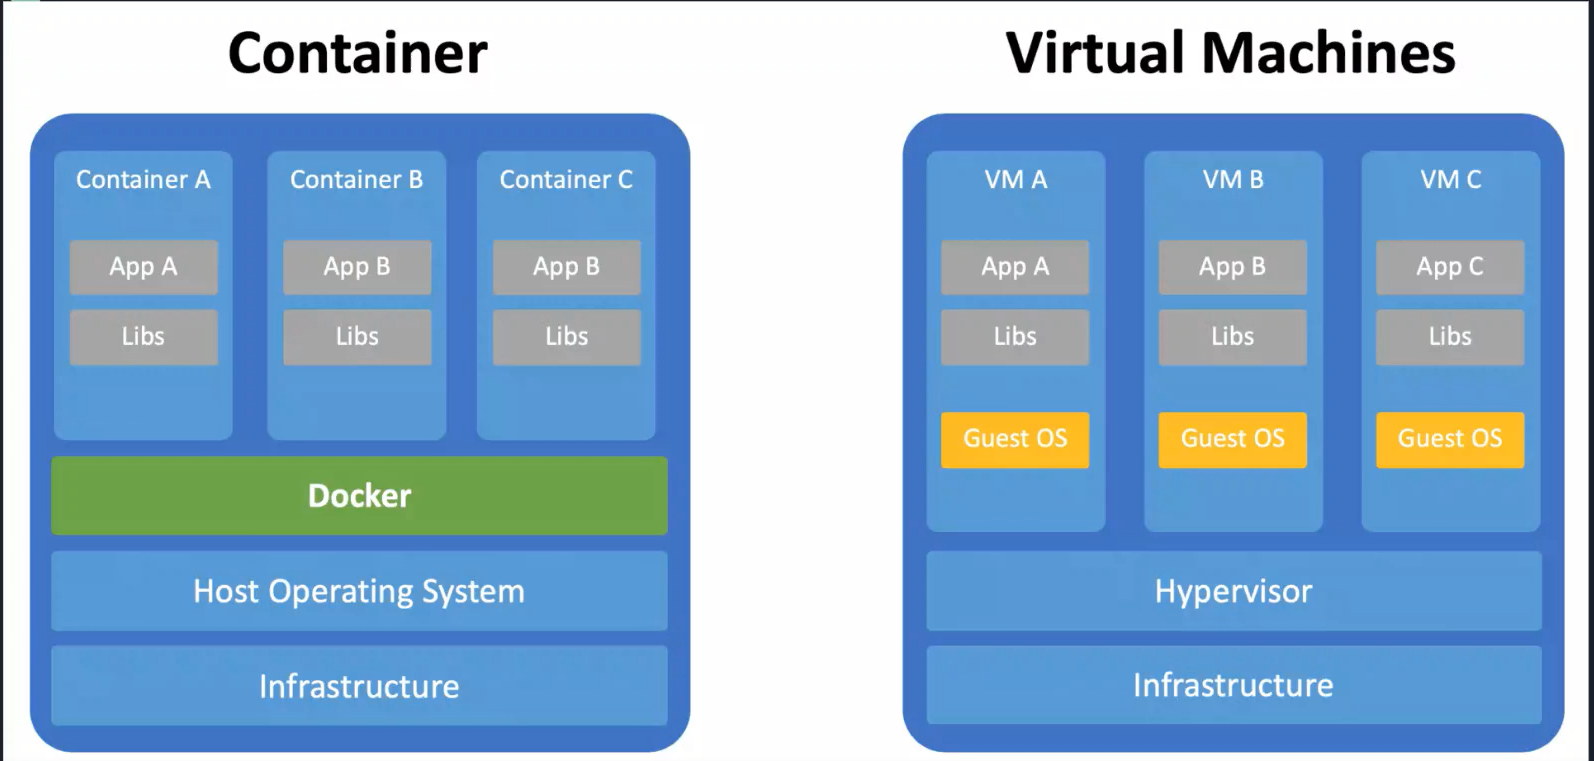 Container
Container A
Container B
Container C
App A
App B
App B
Libs
Libs
Libs
Docker
Host Operating System
Infrastructure
Virtual Machines
VM A
VM B
VM C
App A
App B
App C
Libs
Libs
Libs
Guest OS
Guest OS
Guest OS
Hypervisor
Infrastructure